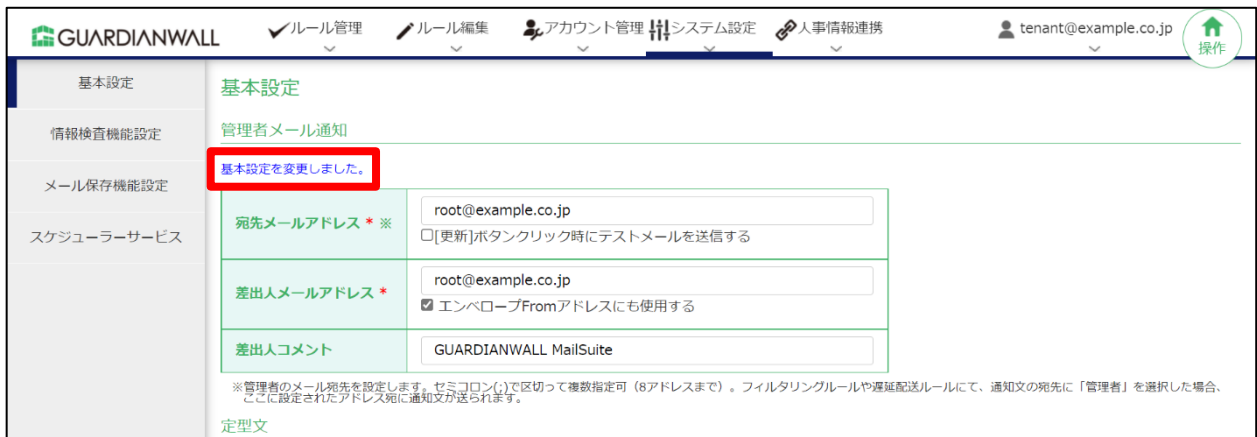 GUARDIANWALL
ルール管理
ルール編集
アカウント管理
システム設定
人事情報連携
tenant@example.co.jp
操作
基本設定
情報検査機能設定
メール保存機能設定
スケジューラーサービス
基本設定
管理者メール通知
基本設定を変更しました。
宛先メールアドレス * ※
root@example.co.jp
[更新]ボタンクリック時にテストメールを送信する
差出人メールアドレス *
root@example.co.jp
エンベロープFromアドレスにも使用する
差出人コメント
GUARDIANWALL MailSuite
※管理者のメール宛先を設定します。セミコロン(;)で区切って複数指定可（8アドレスまで）。フィルタリングルールや遅延配送ルールにて、通知文の宛先に「管理者」を選択した場合、
ここに設定されたアドレス宛に通知文が送られます。
定型文